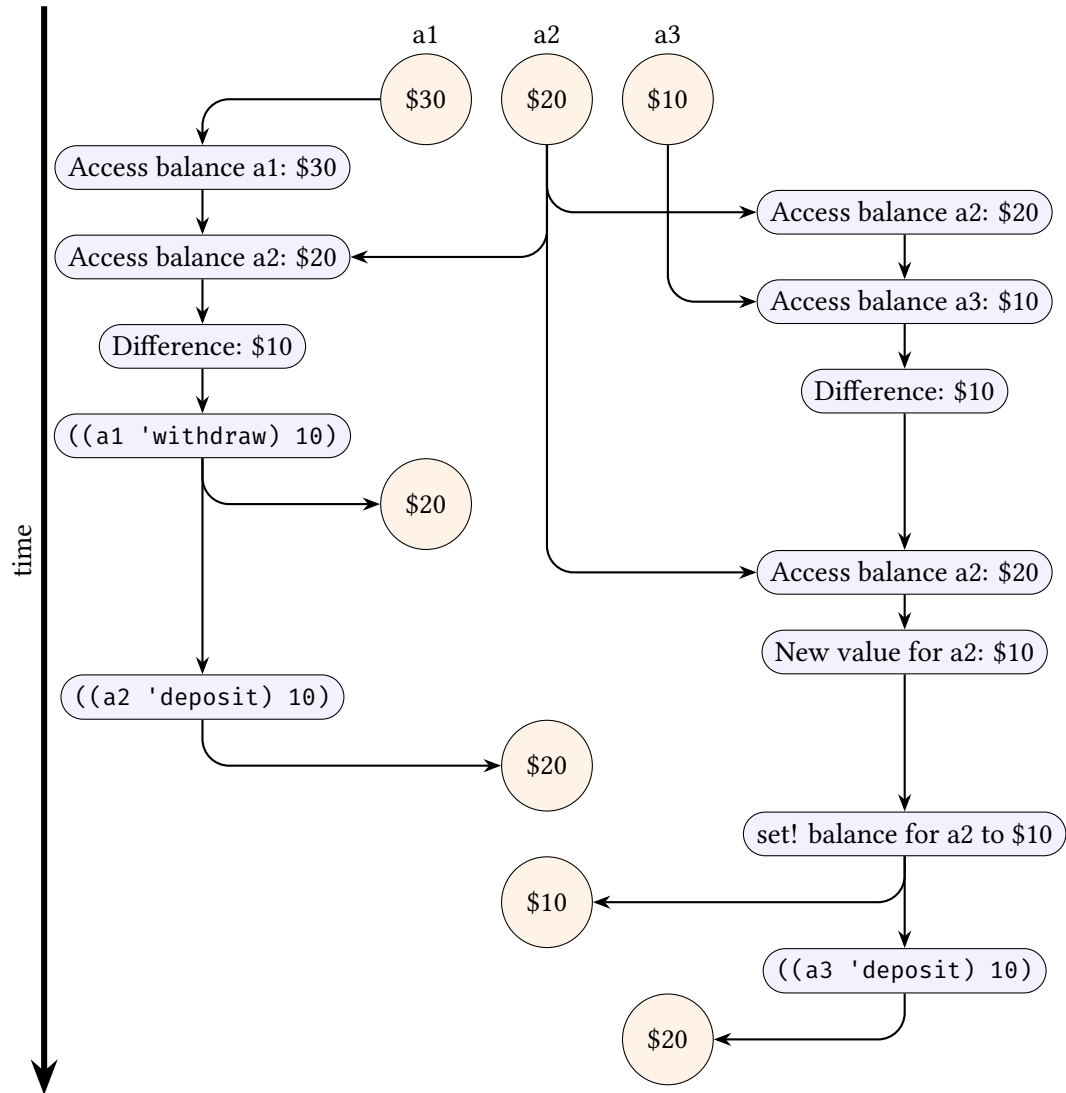 a1
a2
a3
$30
$20
$10
Access balance a1: $30
Access balance a2: $20
Access balance a2: $20
Access balance a3: $10
Difference: $10
Difference: $10
((a1 'withdraw) 10)
$20
time
Access balance a2: $20
New value for a2: $10
((a2 'deposit) 10)
$20
set! balance for a2 to $10
$10
((a3 'deposit) 10)
$20